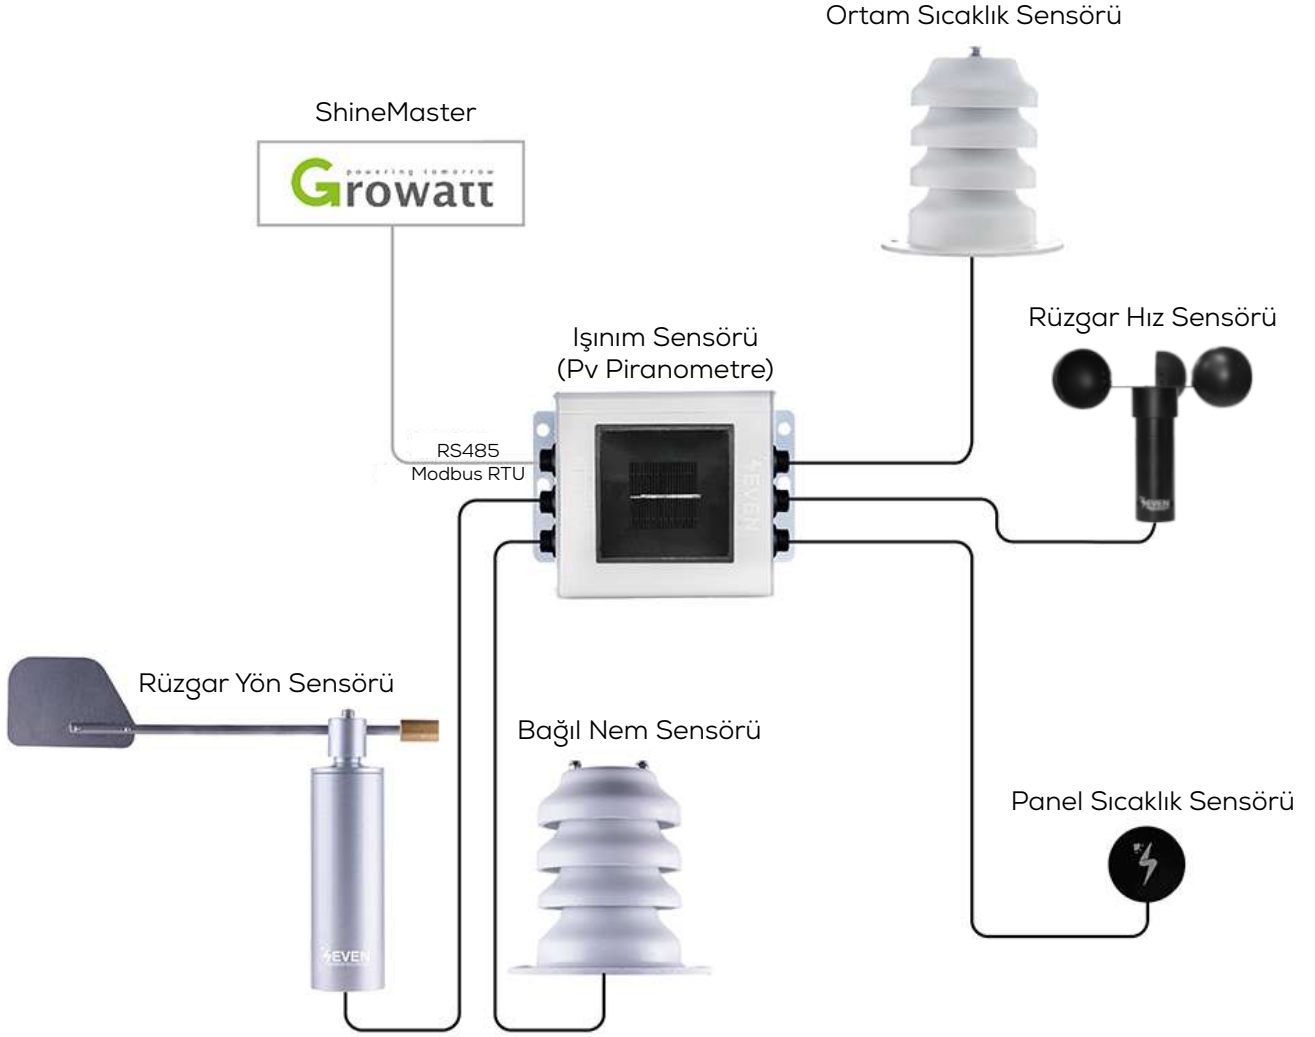 Ortam Sıcaklık Sensörü
ShineMaster
powering tomorrow
Growatt
Rüzgar Hız Sensörü
Işınım Sensörü
(Pv Piranometre)
RS485
Modbus RTU
SEVEN
SEVEN
Rüzgar Yön Sensörü
Bağıl Nem Sensörü
Panel Sıcaklık Sensörü
SEVEN